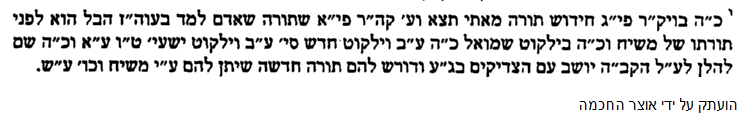 י כ״ה בויק״ר פי״ג חידוש תורה מאתי תצא וע׳ קה״ר פי״א שתורה שאדם למד בעוה״ז הבל הוא לפני
תורתו של משיח וכ״ה בילקוט שמואל כ״ה ע״ב וילקוט חדש סי׳ ע״ב וילקוט ישעי׳ ט״ו ע״א וכ״ה שם
להלן לע״ל הקב״ה יושב עם הצדיקים בג״ע ודורש להם תורה חדשה שיתן להם ע״י משיח וכו׳ ע״ש.
הועתק על ידי אוצר החכמה